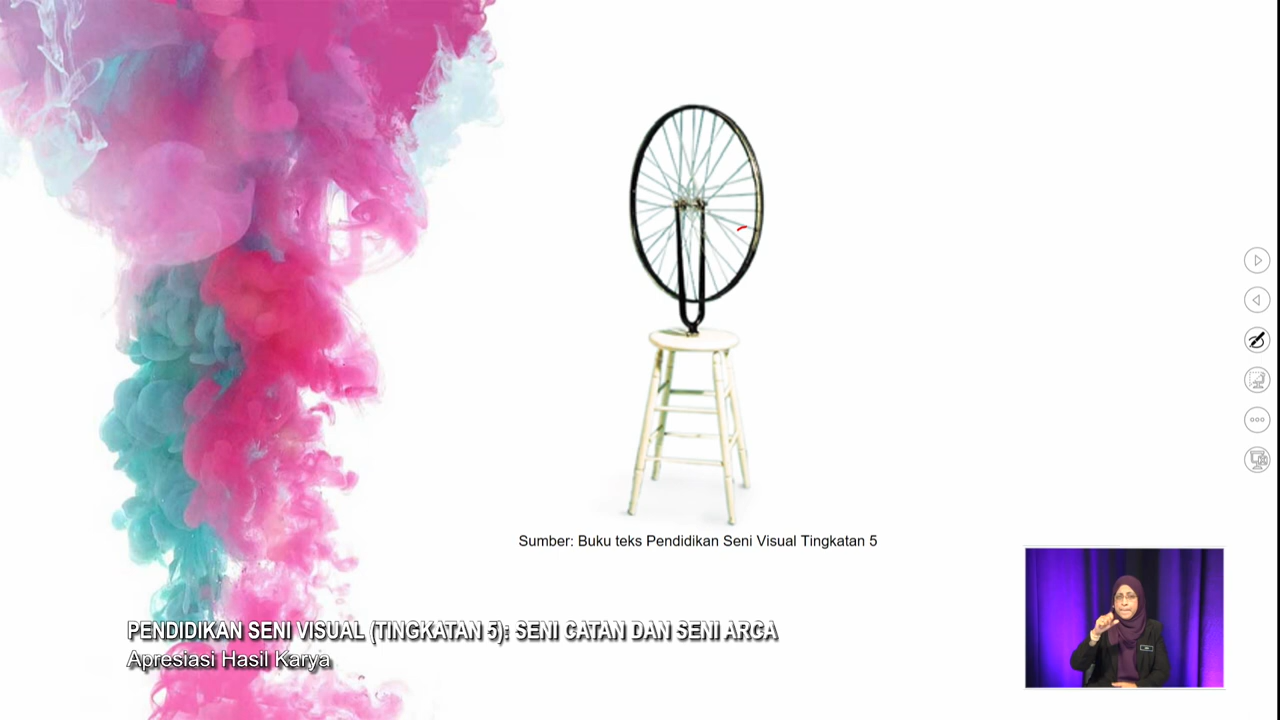 Sumber: Buku teks Pendidikan Seni Visual Tingkatan 5
PENDIDIKAN SENI VISUAL (TINGKATAN 5): SENI CATAN DAN SENI ARCA
Apresiasi Hasil Karya